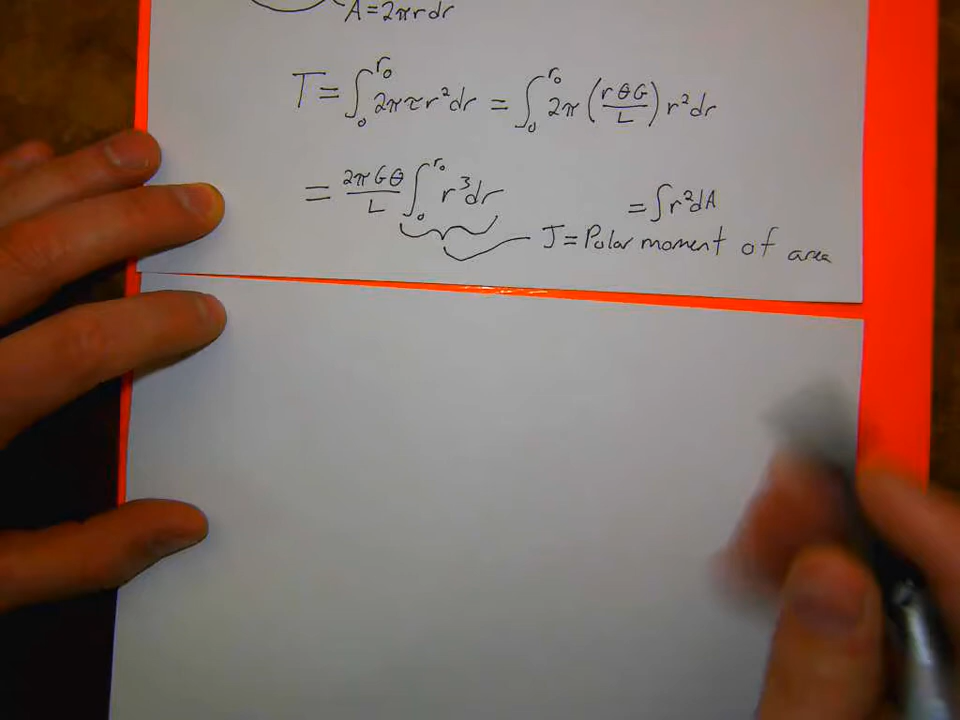 A=2πrdr
T=∫₀^r₀ 2πτr²dr = ∫₀^r₀ 2π(rθG/L)r²dr
= 2πGθ/L ∫₀^r₀ r³dr
=∫r²dA
J=Polar moment of area